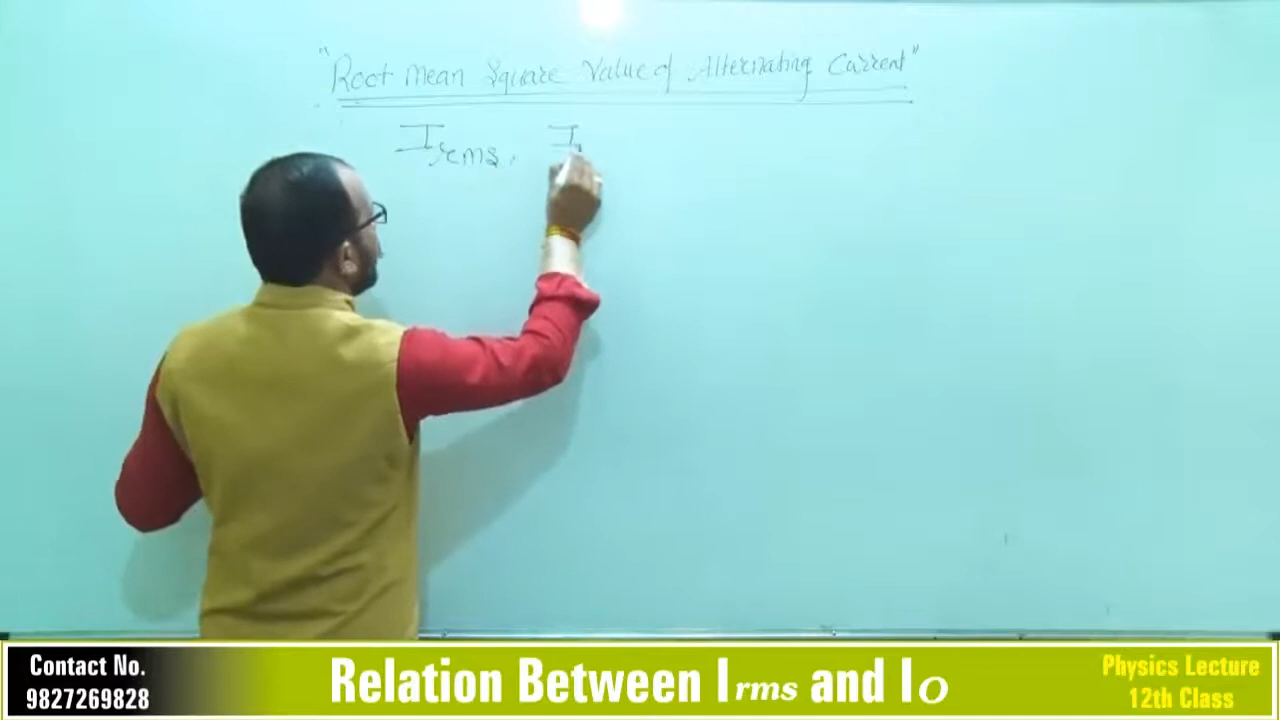 "Root Mean Square Value of Alternating Current"
Irms, I
Contact No.
9827269828
Relation Between Irms and IO
Physics Lecture
12th Class